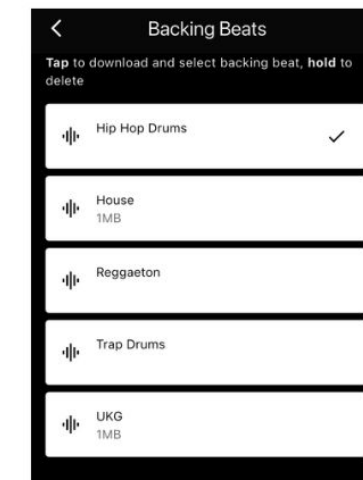 Backing Beats
Tap to download and select backing beat, hold to
delete
Hip Hop Drums
House
1MB
Reggaeton
Trap Drums
UKG
1MB